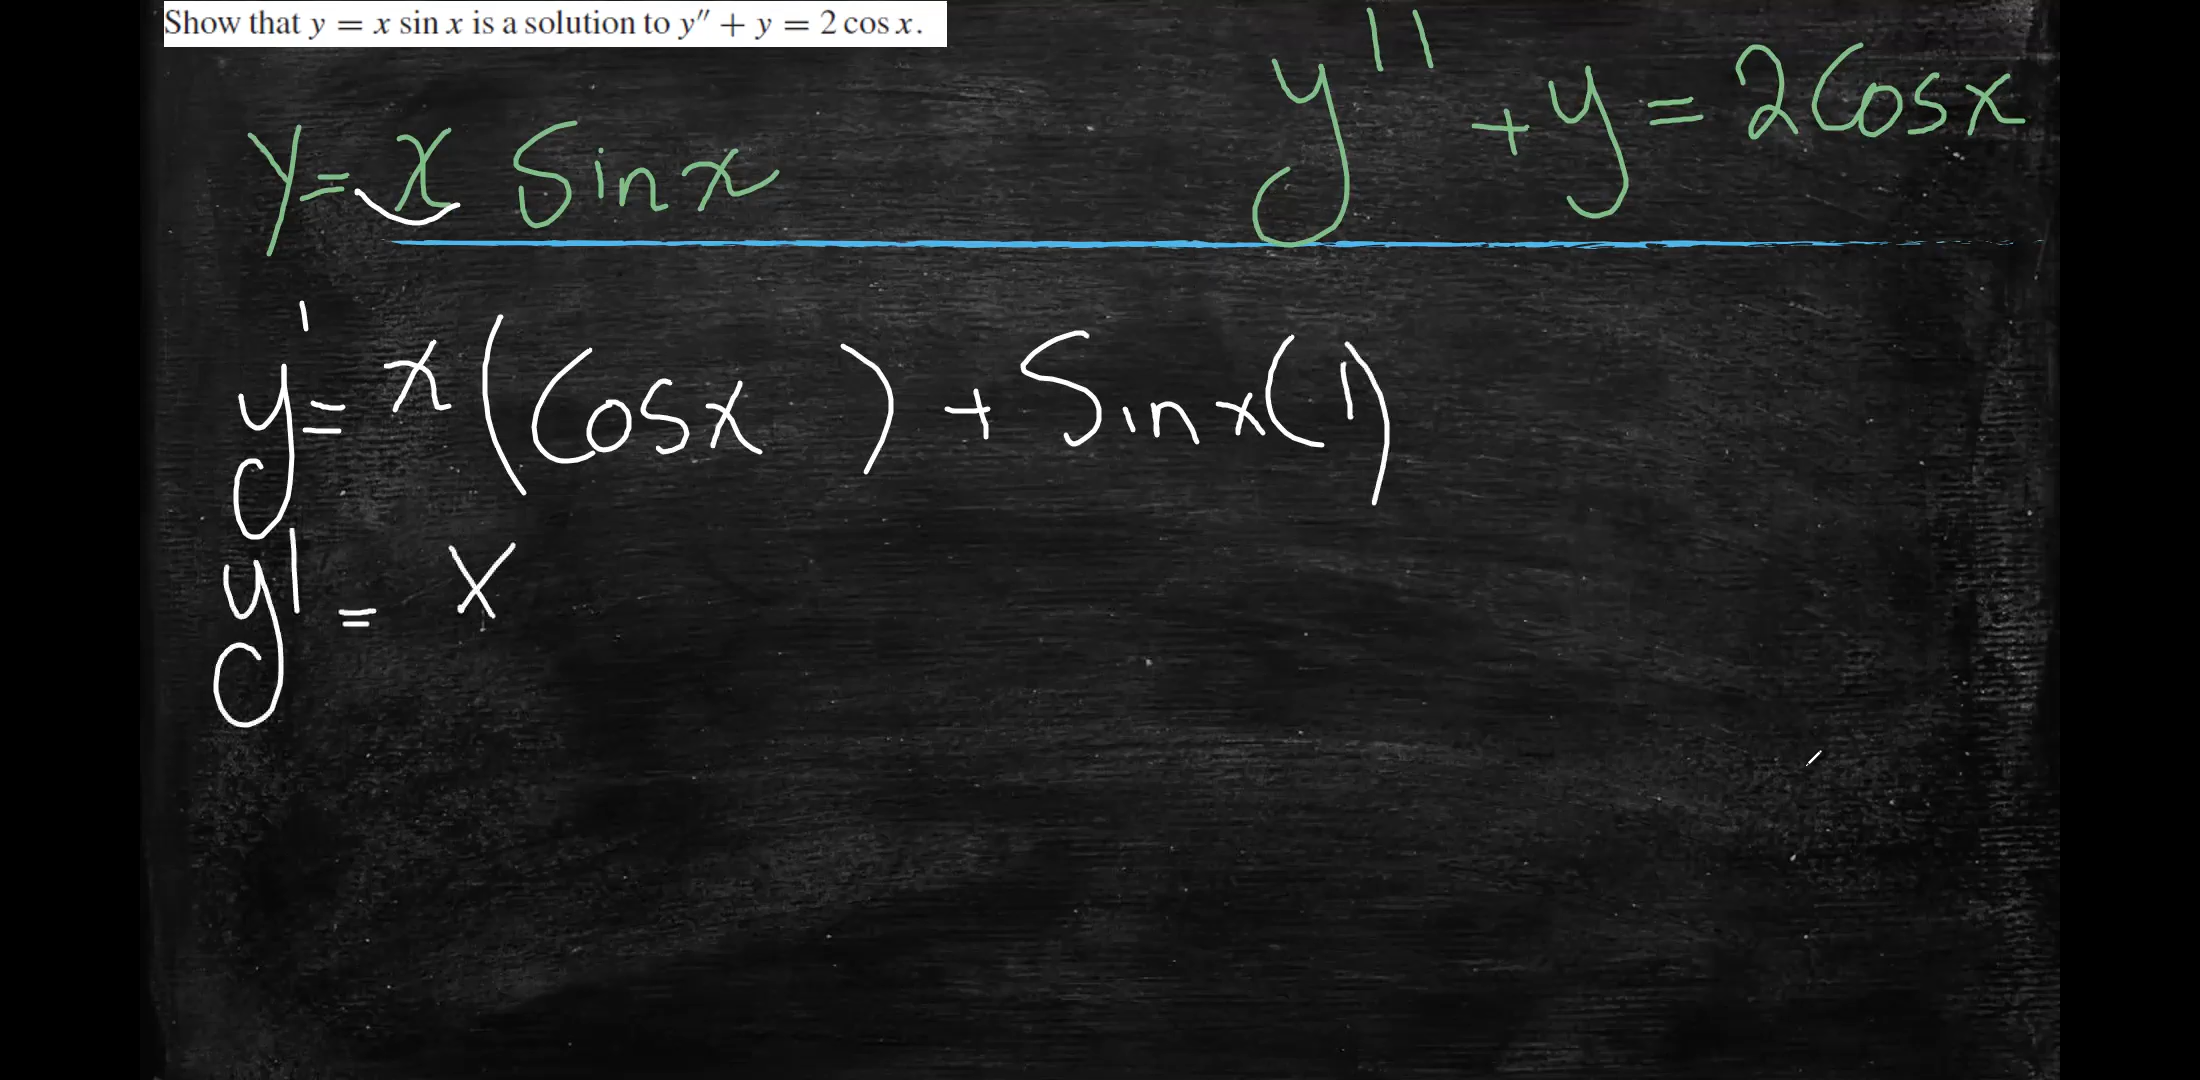 Show that y = x sin x is a solution to y″ + y = 2 cos x.
y'' + y = 2 Cos x
y = x Sin x
y' = x (Cos x) + Sin x (1)
y' = x